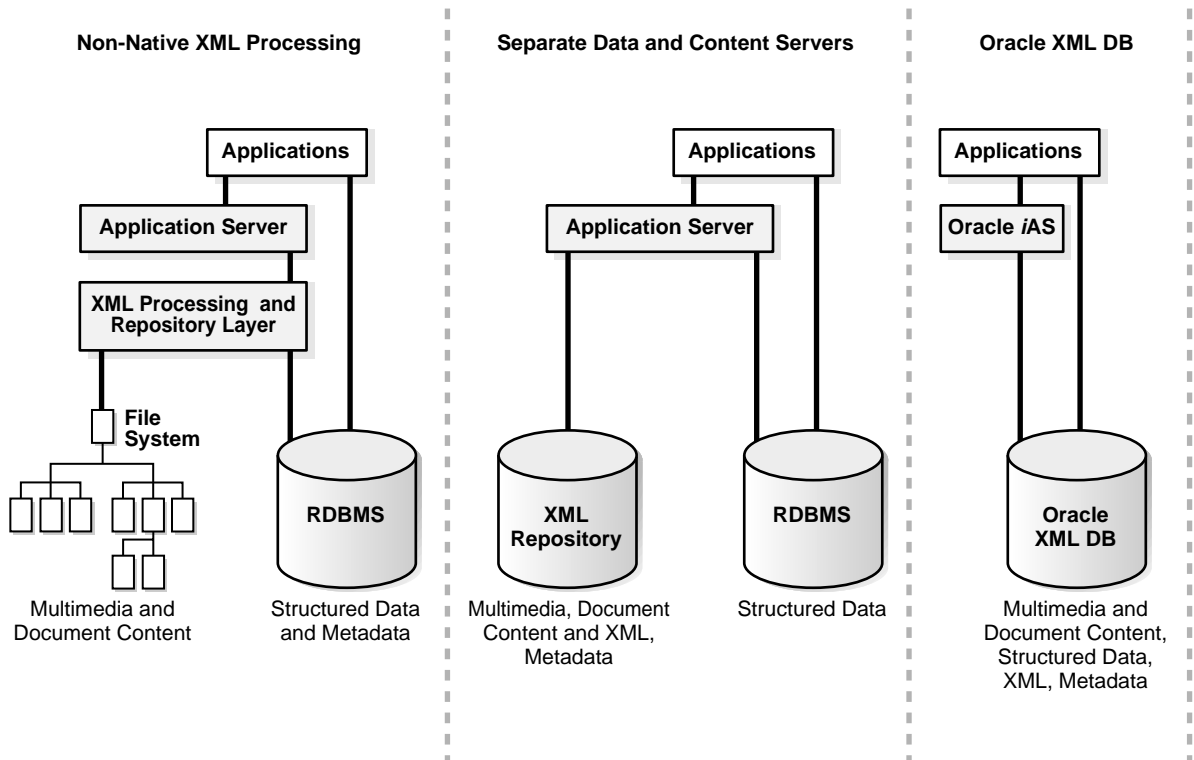 Non-Native XML Processing
Applications
Application Server
XML Processing and
Repository Layer
File
System
RDBMS
Multimedia and
Document Content
Structured Data
and Metadata
Separate Data and Content Servers
Applications
Application Server
XML
Repository
RDBMS
Multimedia, Document
Content and XML,
Metadata
Structured Data
Oracle XML DB
Applications
Oracle iAS
Oracle
XML DB
Multimedia and
Document Content,
Structured Data,
XML, Metadata